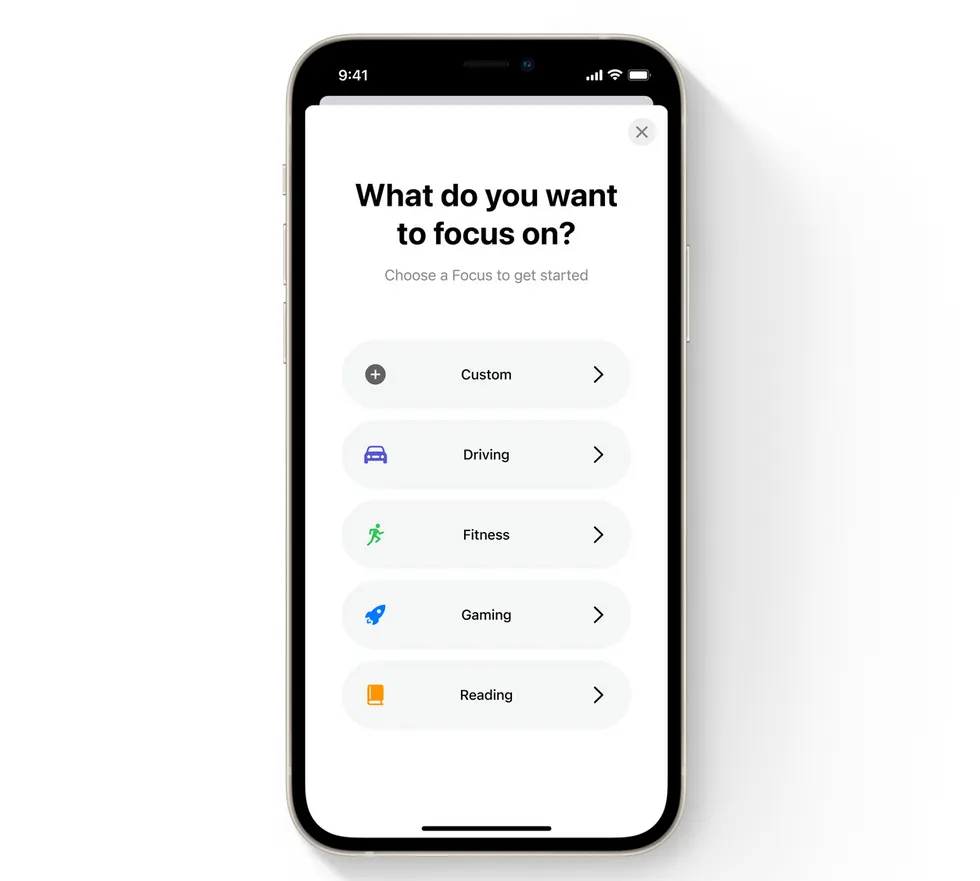 9:41
What do you want
to focus on?
Choose a Focus to get started
Custom
Driving
Fitness
Gaming
Reading